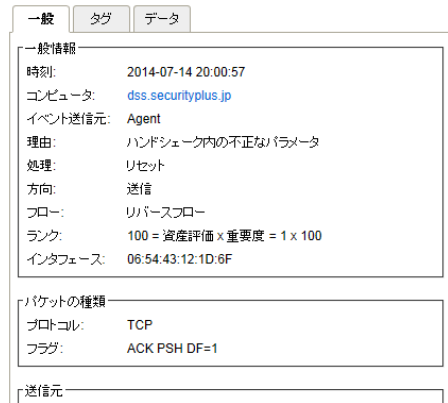 一般 タグ データ
一般情報
時刻: 2014-07-14 20:00:57
コンピュータ: dss.securityplus.jp
イベント送信元: Agent
理由: ハンドシェーク内の不正なパラメータ
処理: リセット
方向: 送信
フロー: リバースフロー
ランク: 100 = 資産評価 x 重要度 = 1 x 100
インタフェース: 06:54:43:12:1D:6F
パケットの種類
プロトコル: TCP
フラグ: ACK PSH DF=1
送信元